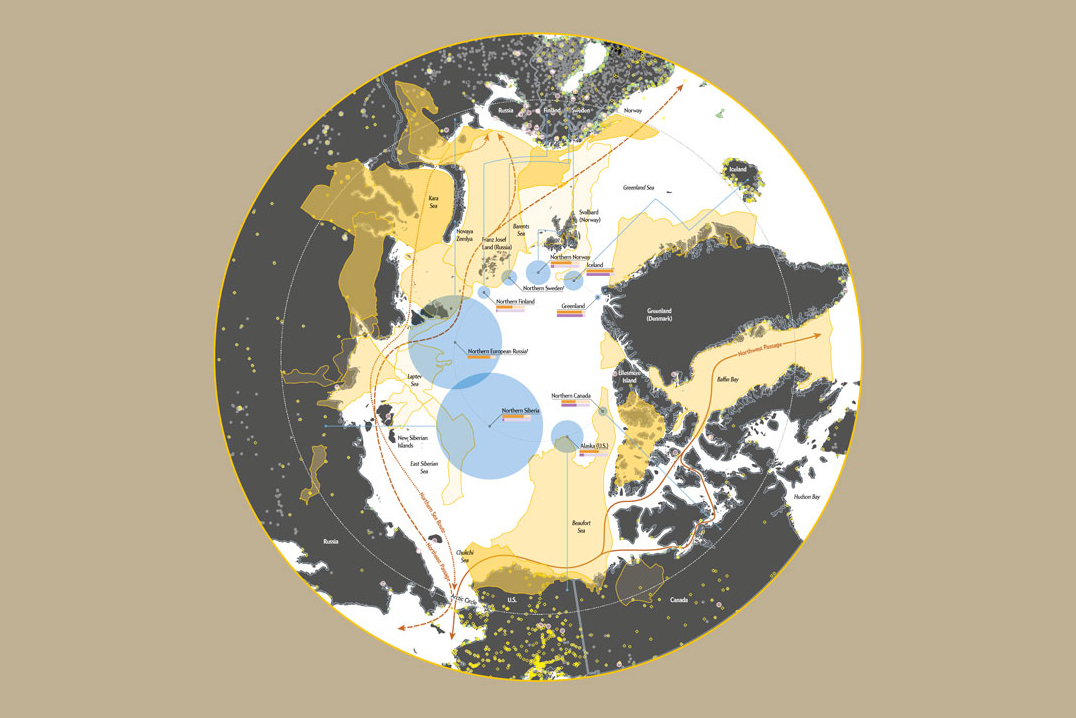 Russia
Finland
Sweden
Norway
Iceland
Greenland Sea
Kara
Sea
Svalbard
(Norway)
Barents
Sea
Novaya
Zemlya
Franz Josef
Land (Russia)
Northern Norway
Iceland
Northern Sweden¹
Northern Finland
Greenland
Greenland
(Denmark)
Northwest Passage
Northern European Russia¹
Ellesmere
Island
Baffin Bay
Laptev
Sea
Northern Canada
Northern Siberia
New Siberian
Islands
Alaska (U.S.)
East Siberian
Sea
Hudson Bay
Northern Sea Route
Beaufort
Sea
Russia
Northwest Passage
Chukchi
Sea
Arctic Circle
U.S.
Canada